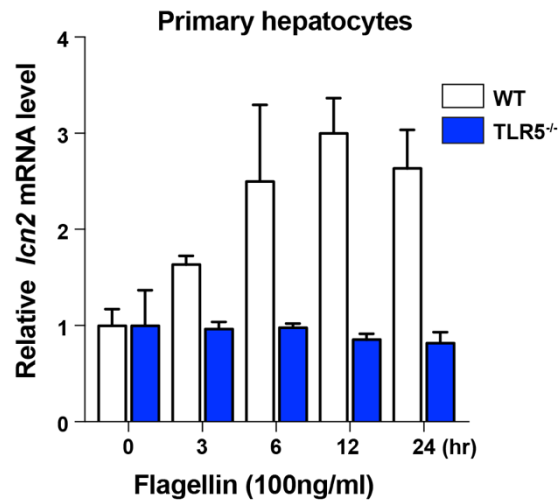 Primary hepatocytes
Relative lcn2 mRNA level
4
3
2
1
0
WT
TLR5-/-
0 3 6 12 24 (hr)
Flagellin (100ng/ml)